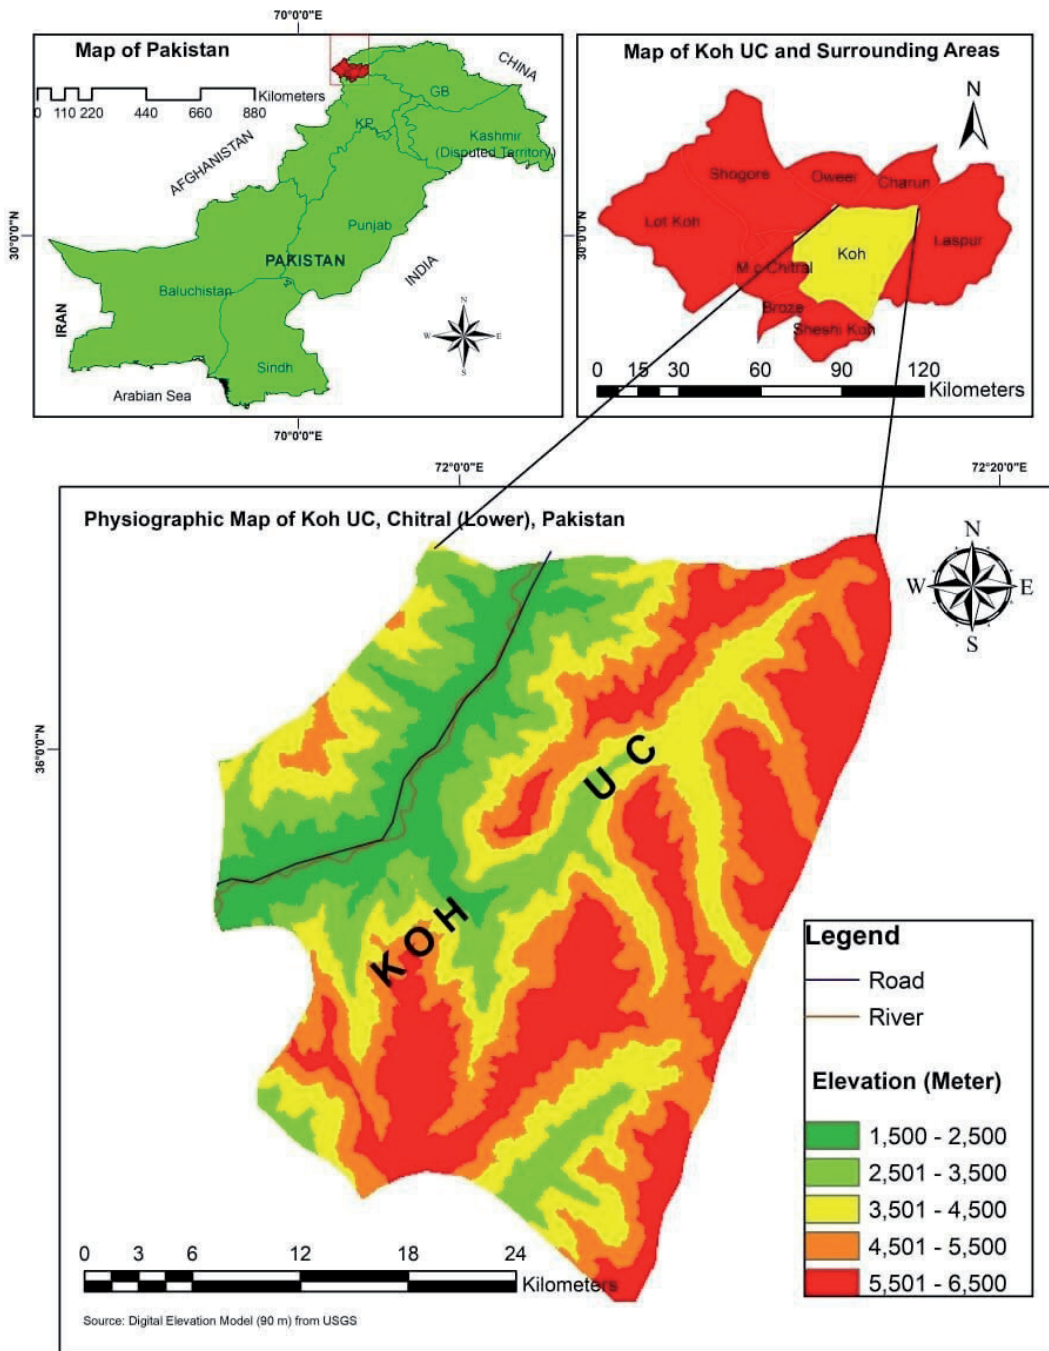 70°0'0"E
Map of Pakistan
Kilometers
0 110 220 440 660 880
CHINA
GB
KP
Kashmir
(Disputed Territory)
AFGHANISTAN
Punjab
30°0'0"N
PAKISTAN
INDIA
Baluchistan
IRAN
Sindh
Arabian Sea
N
W E
S
70°0'0"E
Map of Koh UC and Surrounding Areas
N
Shogore
Oweer
Charun
Lot Koh
Laspur
Koh
M c Chitral
Broze
Sheshi Koh
30°0'0"N
0 15 30 60 90 120
Kilometers
72°0'0"E
72°20'0"E
Physiographic Map of Koh UC, Chitral (Lower), Pakistan
N
W E
S
36°0'0"N
KOH UC
Legend
Road
River
Elevation (Meter)
1,500 - 2,500
2,501 - 3,500
3,501 - 4,500
4,501 - 5,500
5,501 - 6,500
0 3 6 12 18 24
Kilometers
Source: Digital Elevation Model (90 m) from USGS